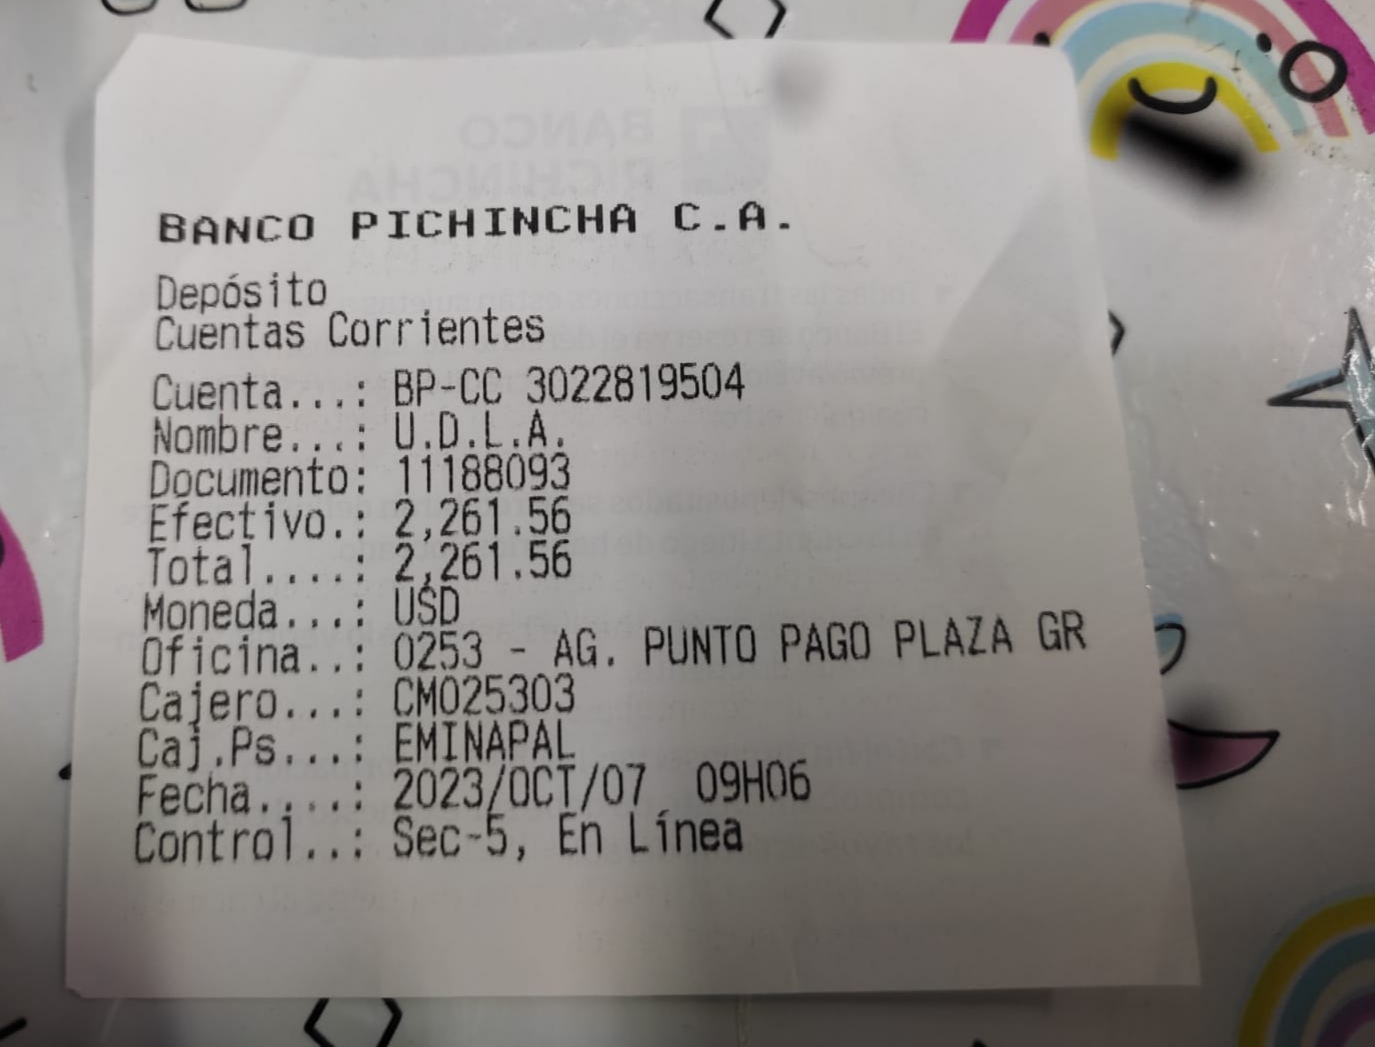 BANCO PICHINCHA C.A.
Depósito
Cuentas Corrientes
Cuenta...: BP-CC 3022819504
Nombre...: U.D.L.A.
Documento: 11188093
Efectivo.: 2,261.56
Total....: 2,261.56
Moneda...: USD
Oficina..: 0253 - AG. PUNTO PAGO PLAZA GR
Cajero...: CM025303
Caj.Ps...: EMINAPAL
Fecha....: 2023/OCT/07 09H06
Control..: Sec-5, En Línea